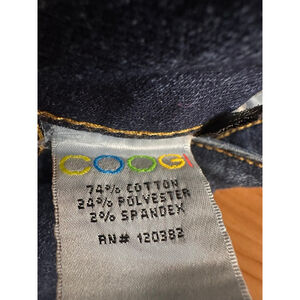 COOGI
74% COTTON
24% POLYESTER
2% SPANDEX
RN# 120382